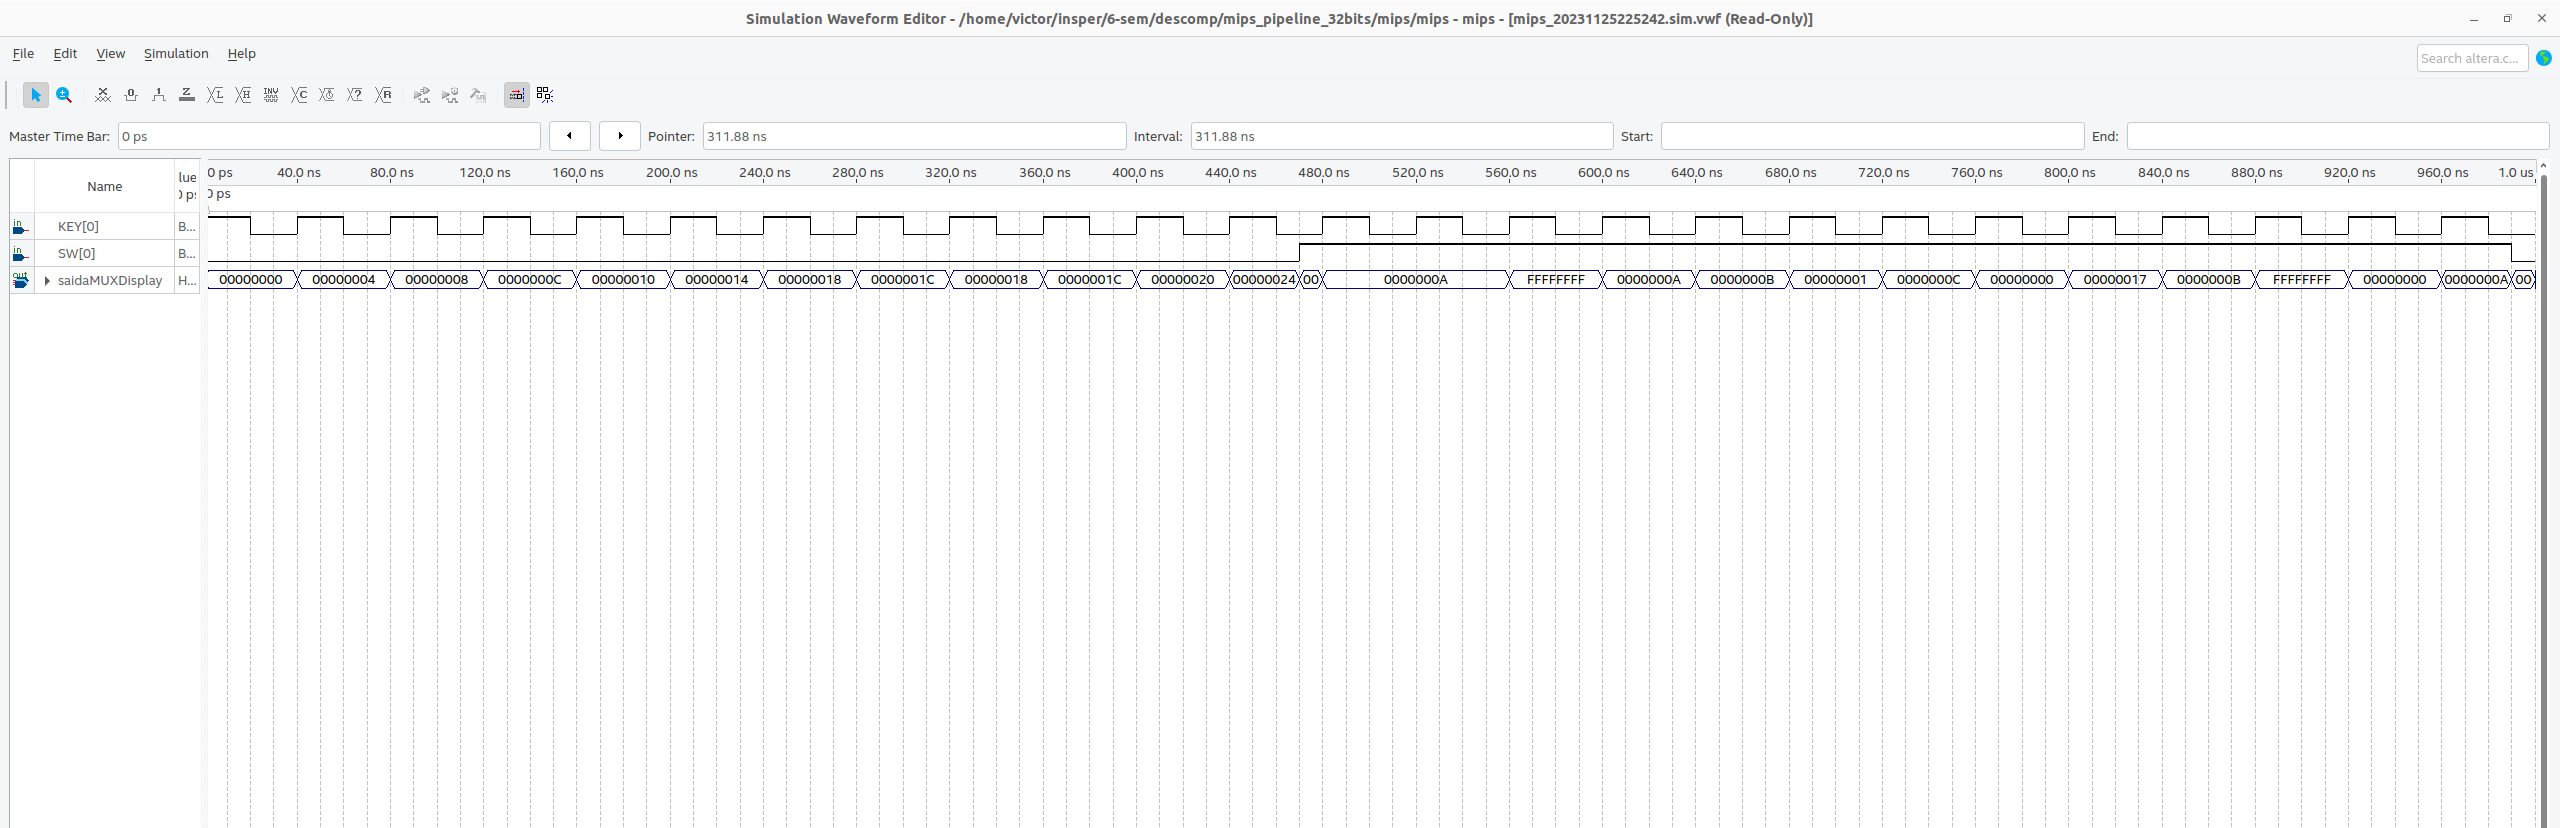 Simulation Waveform Editor - /home/victor/insper/6-sem/descomp/mips_pipeline_32bits/mips/mips - mips - [mips_20231125225242.sim.vwf (Read-Only)]
File Edit View Simulation Help
Search altera.c...
Master Time Bar: 0 ps Pointer: 311.88 ns Interval: 311.88 ns Start: End:
Name lue 0 ps 40.0 ns 80.0 ns 120.0 ns 160.0 ns 200.0 ns 240.0 ns 280.0 ns 320.0 ns 360.0 ns 400.0 ns 440.0 ns 480.0 ns 520.0 ns 560.0 ns 600.0 ns 640.0 ns 680.0 ns 720.0 ns 760.0 ns 800.0 ns 840.0 ns 880.0 ns 920.0 ns 960.0 ns 1.0 us
0 ps 0 ps
in KEY[0] B...
in SW[0] B...
out saidaMUXDisplay H... 00000000 00000004 00000008 0000000C 00000010 00000014 00000018 0000001C 00000018 0000001C 00000020 00000024 00 0000000A FFFFFFFF 0000000A 0000000B 00000001 0000000C 00000000 00000017 0000000B FFFFFFFF 00000000 0000000A 00